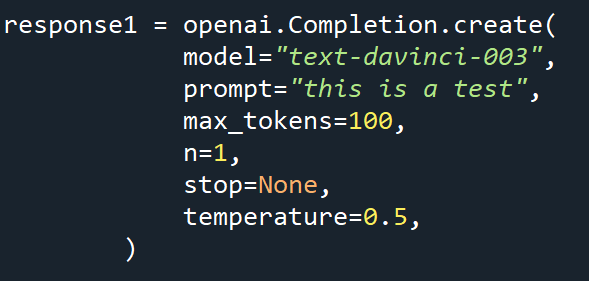 response1 = openai.Completion.create(
model="text-davinci-003",
prompt="this is a test",
max_tokens=100,
n=1,
stop=None,
temperature=0.5,
)